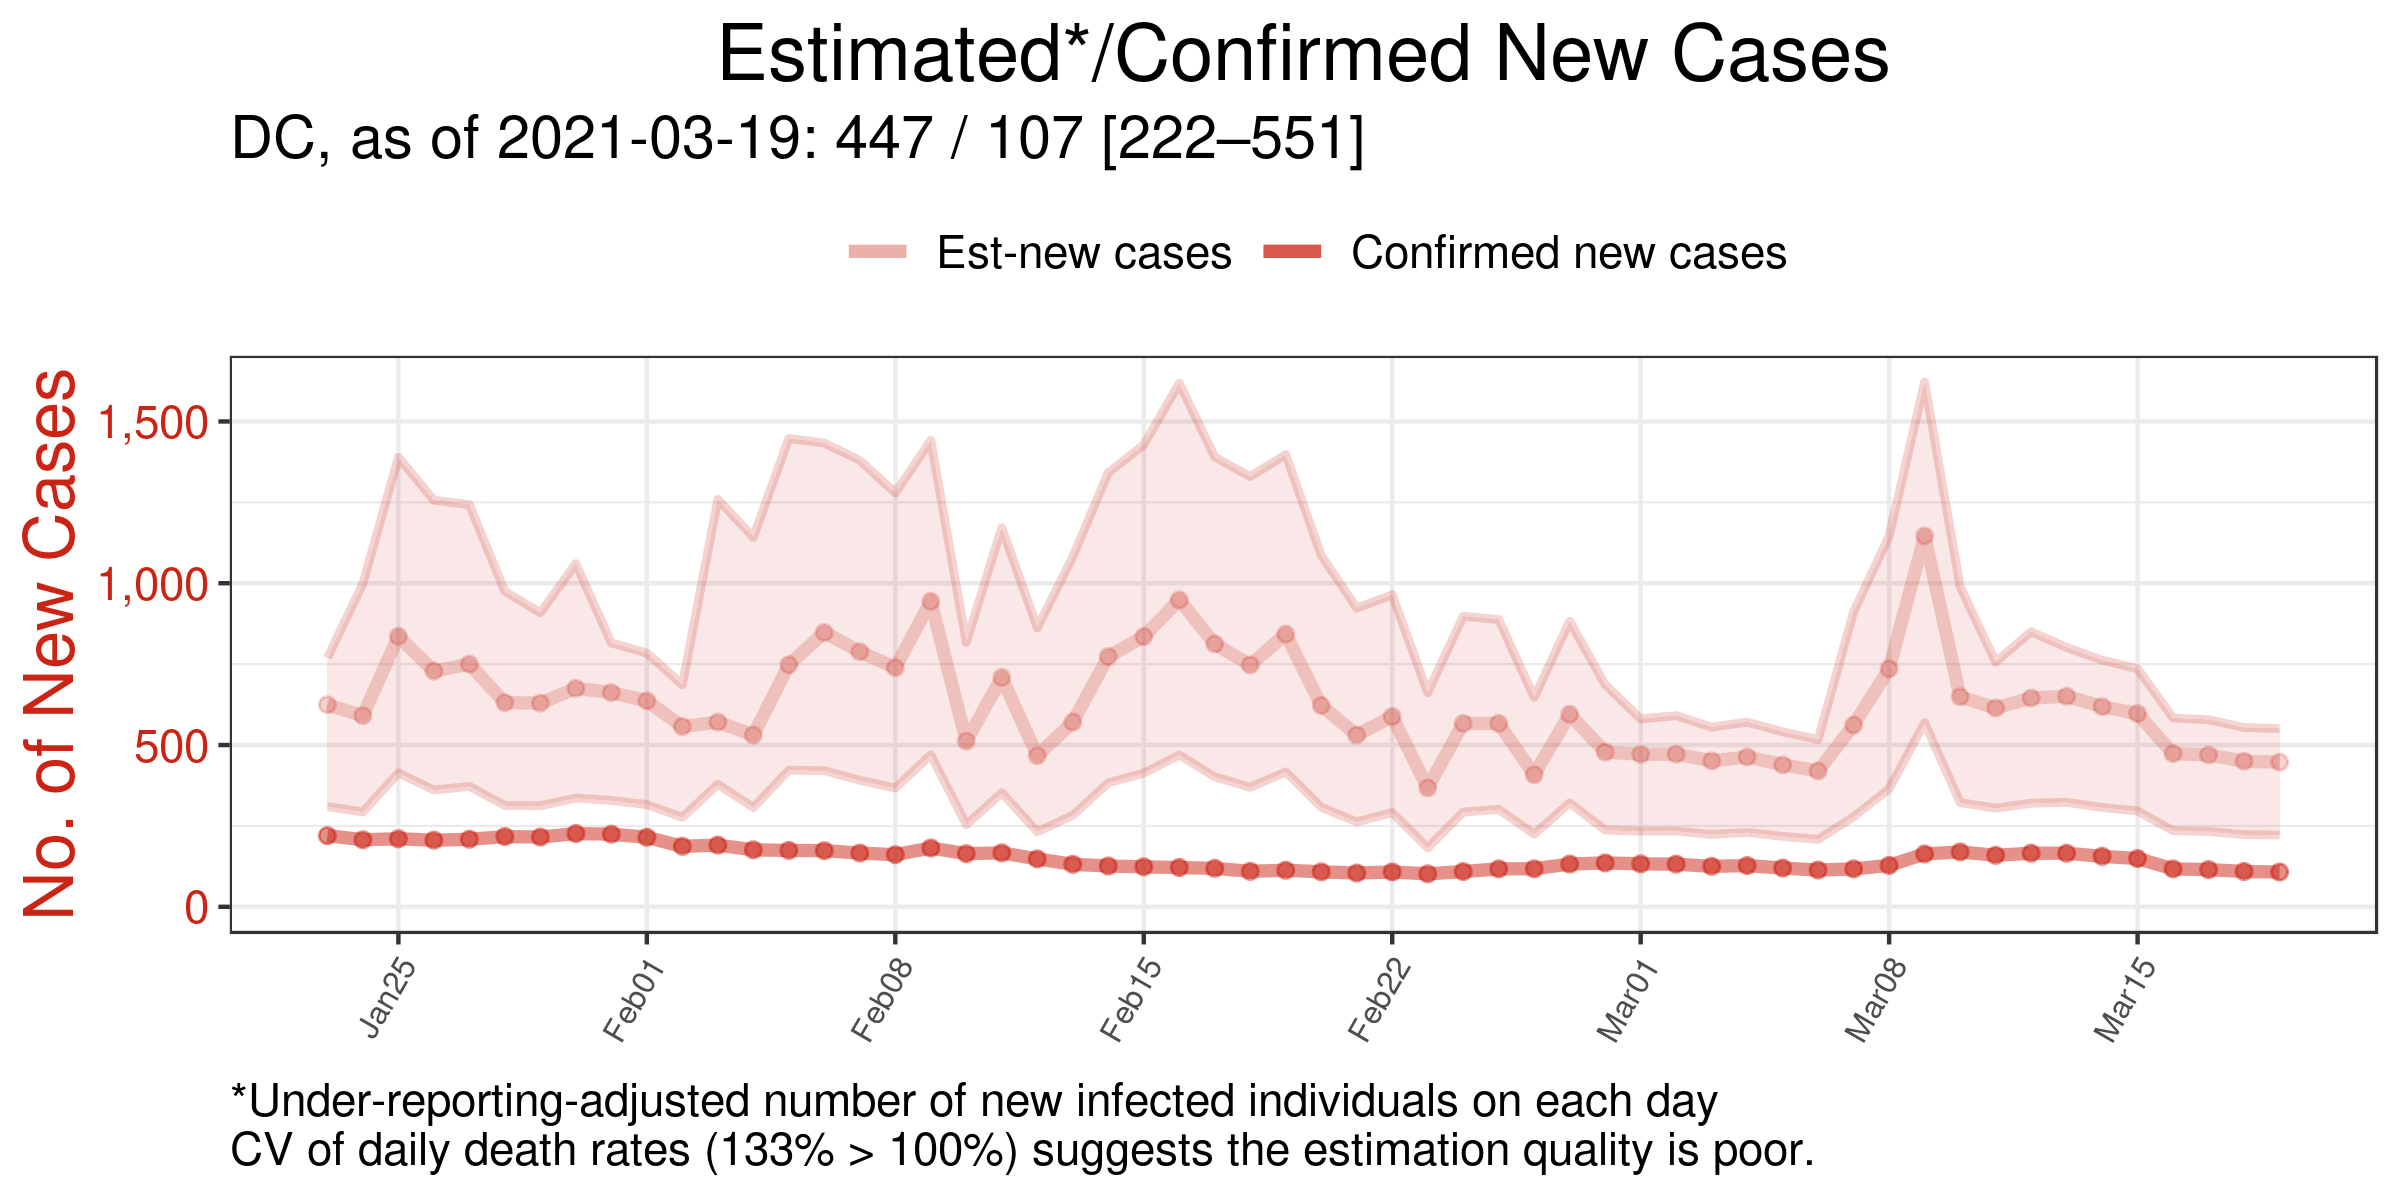 Estimated*/Confirmed New Cases
DC, as of 2021-03-19: 447 / 107 [222–551]
Est-new cases Confirmed new cases
No. of New Cases
1,500
1,000
500
0
Jan25 Feb01 Feb08 Feb15 Feb22 Mar01 Mar08 Mar15
*Under-reporting-adjusted number of new infected individuals on each day
CV of daily death rates (133% > 100%) suggests the estimation quality is poor.